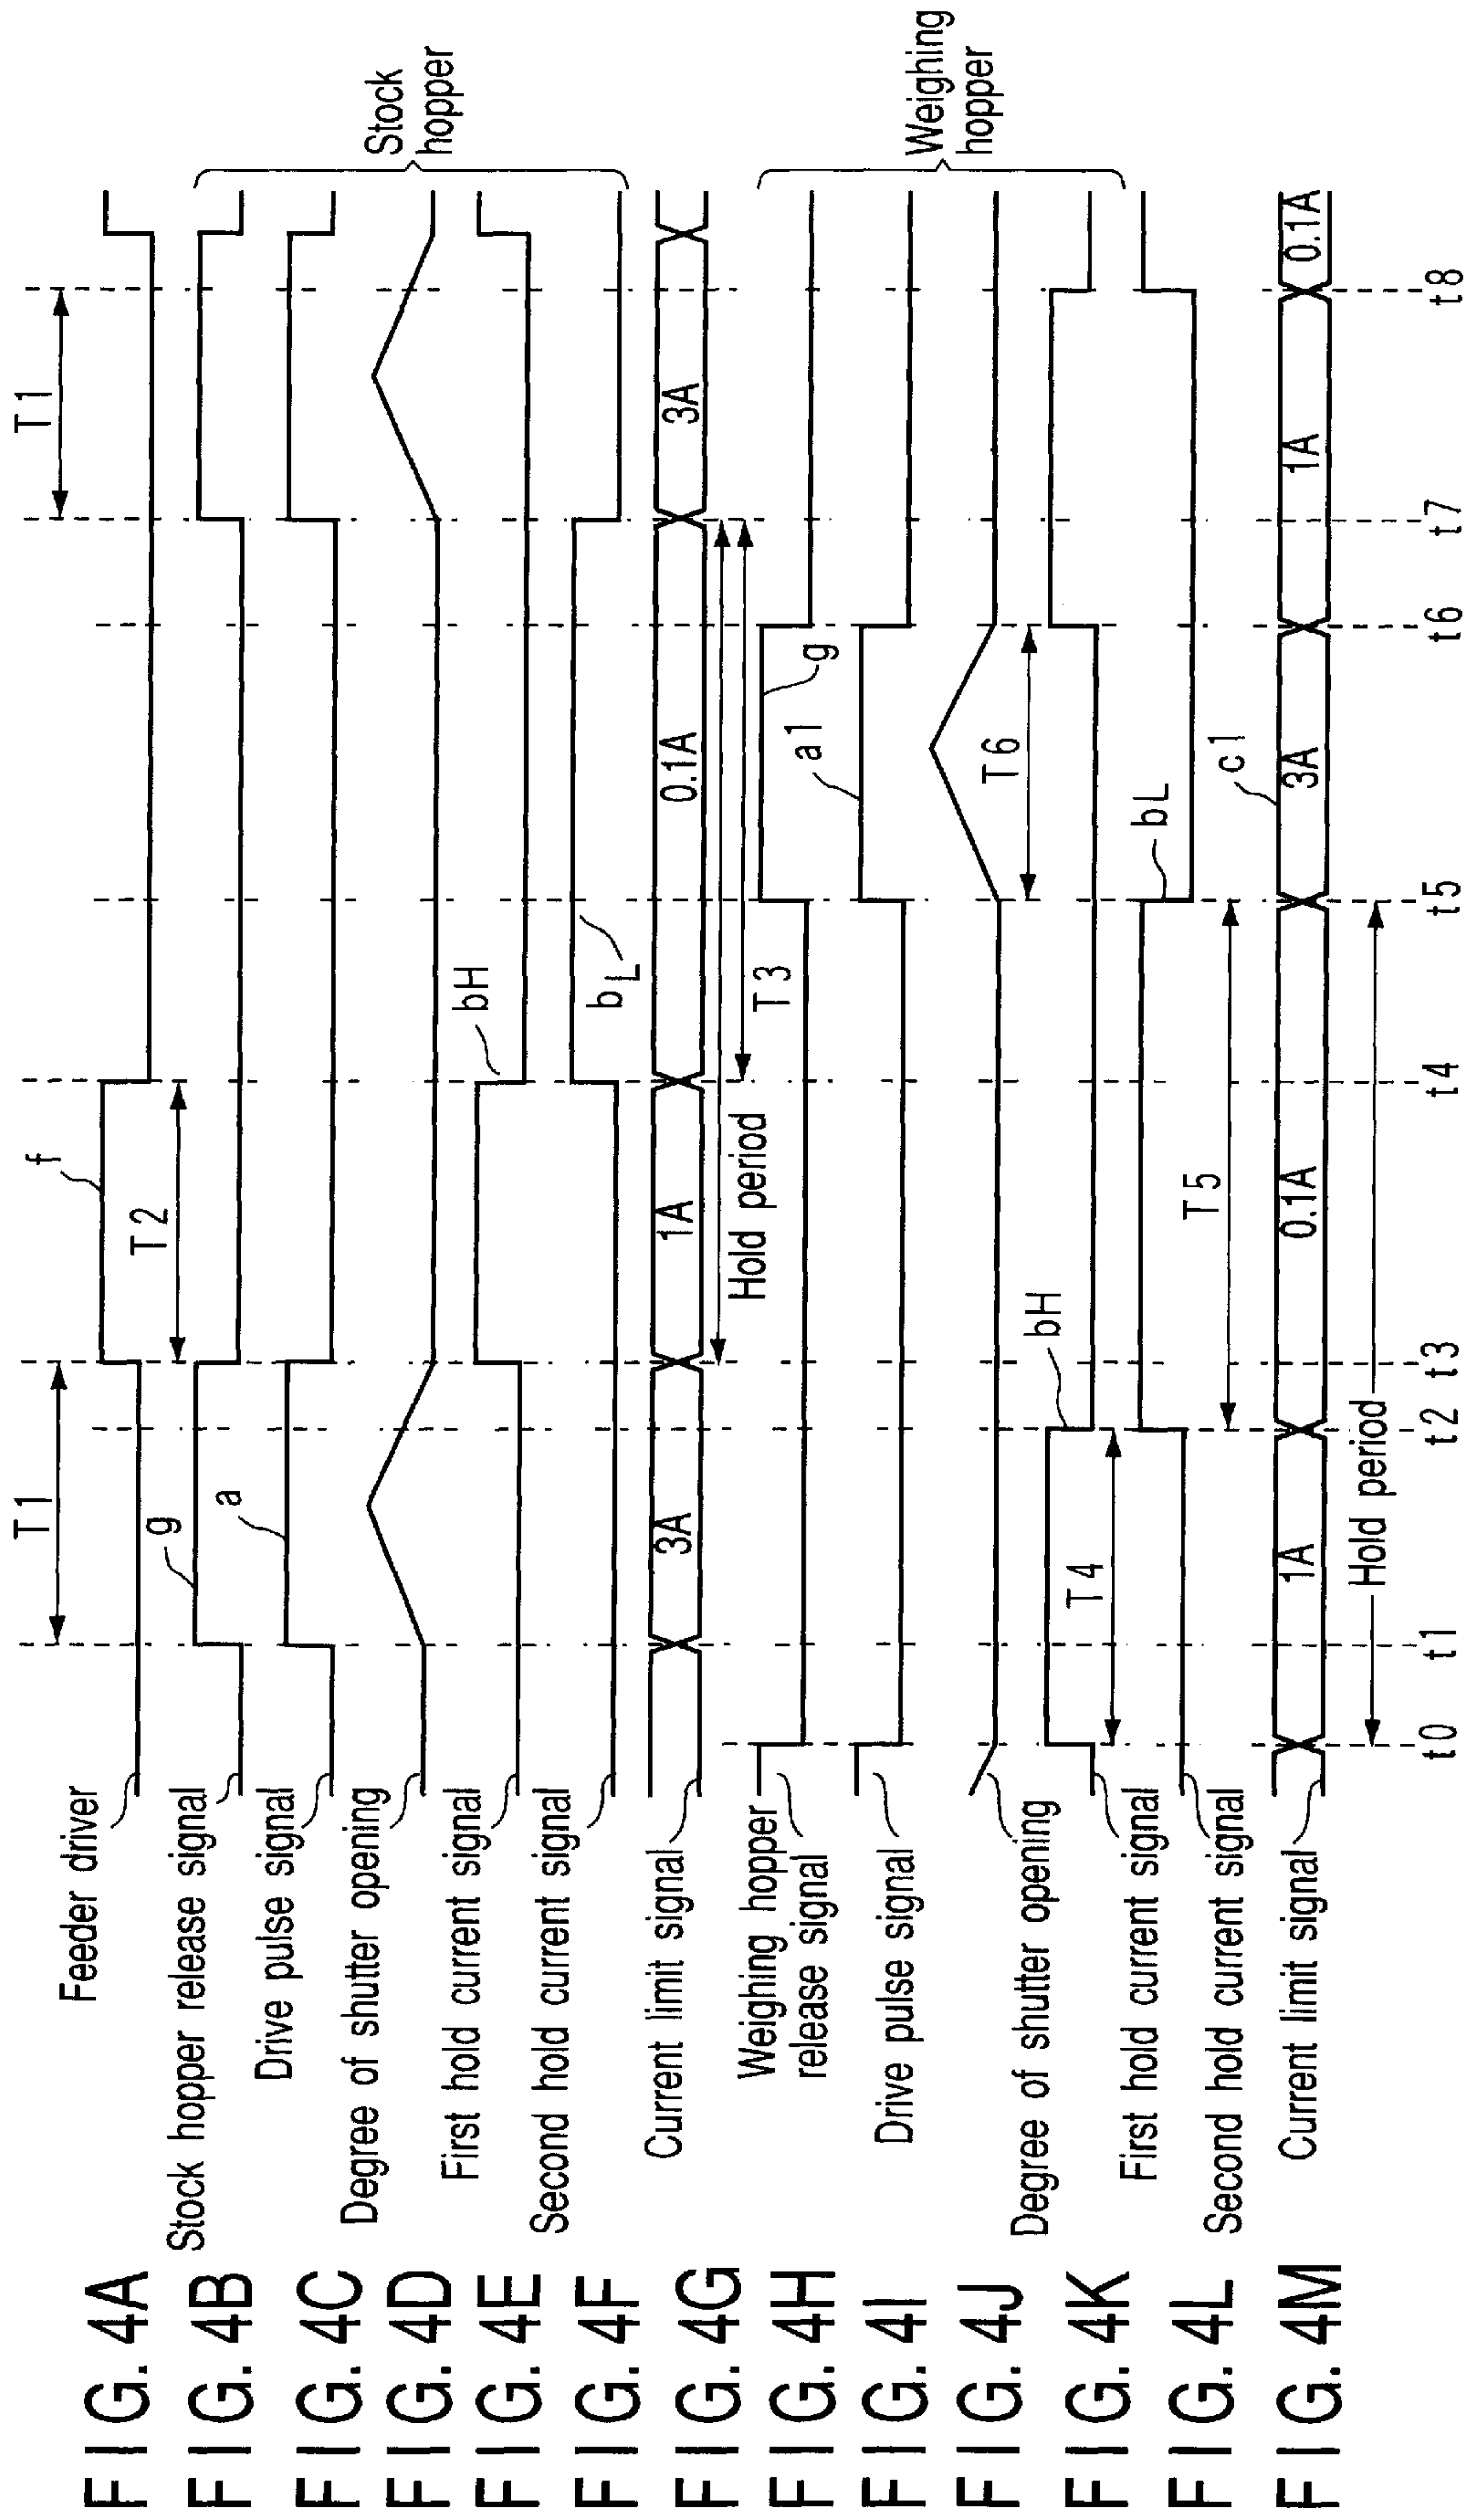 FIG. 4A
Feeder driver
f
T1
T2
T1
FIG. 4B
Stock hopper release signal
g
FIG. 4C
Drive pulse signal
a
FIG. 4D
Degree of shutter opening
FIG. 4E
First hold current signal
bH
FIG. 4F
Second hold current signal
bL
Stock
hopper
FIG. 4G
Current limit signal
3A
1A
0.1A
3A
Hold period
T3
FIG. 4H
Weighing hopper
release signal
g
FIG. 4I
Drive pulse signal
a1
FIG. 4J
Degree of shutter opening
T6
FIG. 4K
First hold current signal
T4
bH
FIG. 4L
Second hold current signal
bL
T5
Weighing
hopper
FIG. 4M
Current limit signal
1A
0.1A
3A
c1
1A
0.1A
Hold period
t0
t1
t2
t3
t4
t5
t6
t7
t8